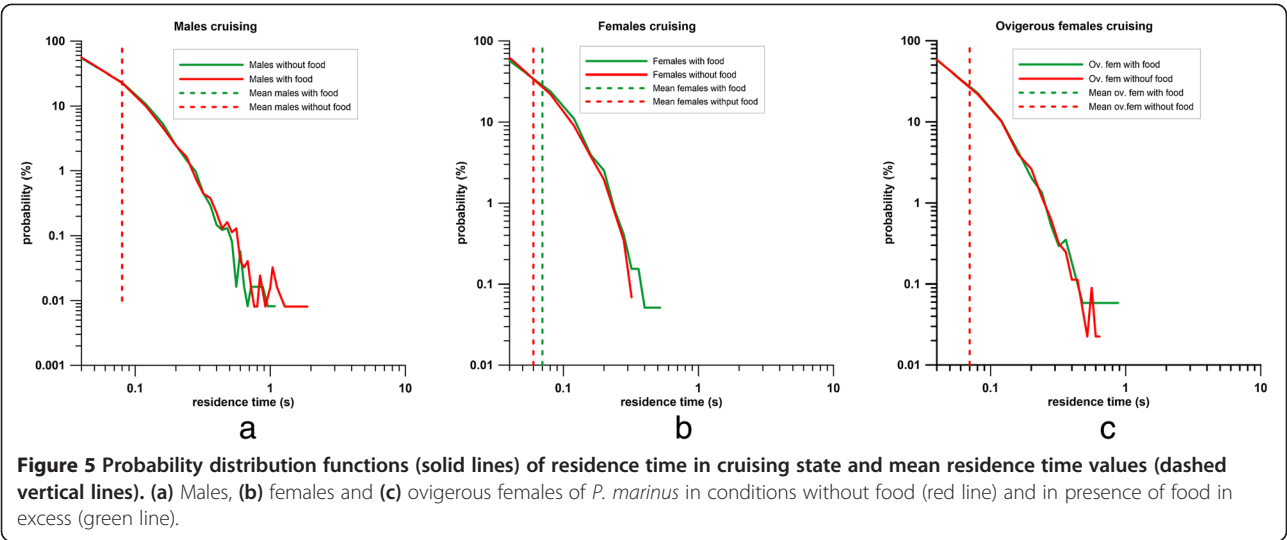 Males cruising
100
10
1
0.1
0.01
0.001
probability (%)
Males without food
Males with food
Mean males with food
Mean males without food
0.1
1
10
residence time (s)
a
Females cruising
100
10
1
0.1
0.01
probability (%)
Females with food
Females without food
Mean females with food
Mean females withput food
0.1
1
10
residence time (s)
b
Ovigerous females cruising
100
10
1
0.1
0.01
probability (%)
Ov. fem with food
Ov. fem withouf food
Mean ov. fem with food
Mean ov.fem without food
0.1
1
10
residence time (s)
c
Figure 5 Probability distribution functions (solid lines) of residence time in cruising state and mean residence time values (dashed
vertical lines). (a) Males, (b) females and (c) ovigerous females of P. marinus in conditions without food (red line) and in presence of food in
excess (green line).